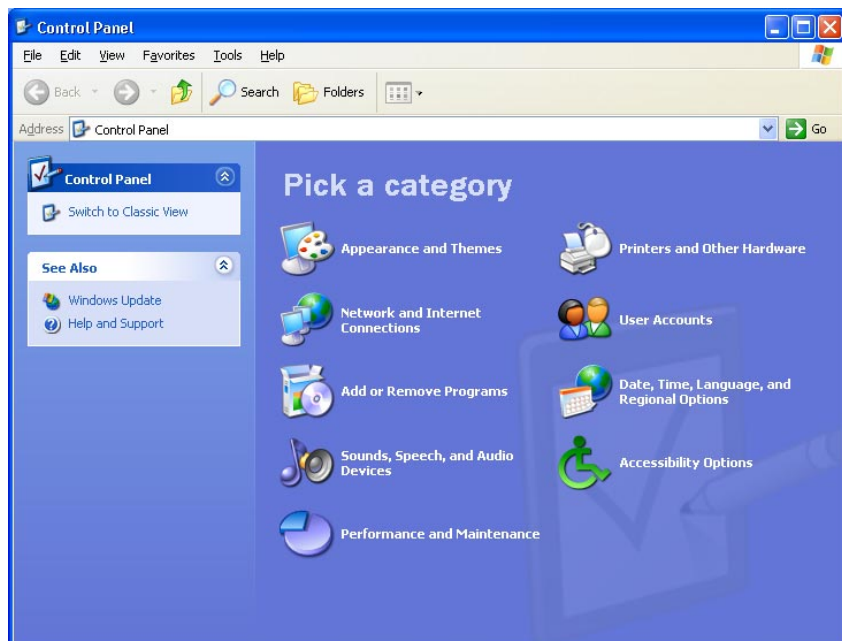 Control Panel
File Edit View Favorites Tools Help
Back Search Folders
Address Control Panel Go
Control Panel
Switch to Classic View
See Also
Windows Update
Help and Support
Pick a category
Appearance and Themes
Printers and Other Hardware
Network and Internet
Connections
User Accounts
Add or Remove Programs
Date, Time, Language, and
Regional Options
Sounds, Speech, and Audio
Devices
Accessibility Options
Performance and Maintenance